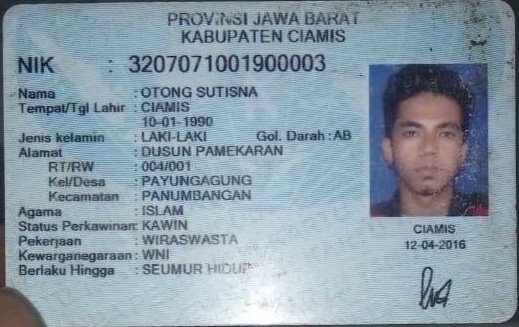 PROVINSI JAWA BARAT
KABUPATEN CIAMIS
NIK : 3207071001900003
Nama : OTONG SUTISNA
Tempat/Tgl Lahir : CIAMIS
10-01-1990
Jenis kelamin : LAKI-LAKI Gol. Darah :AB
Alamat : DUSUN PAMEKARAN
RT/RW : 004/001
Kel/Desa : PAYUNGAGUNG
Kecamatan : PANUMBANGAN
Agama : ISLAM
Status Perkawinan: KAWIN
Pekerjaan : WIRASWASTA
Kewarganegaraan : WNI
Berlaku Hingga : SEUMUR HIDUP
CIAMIS
12-04-2016